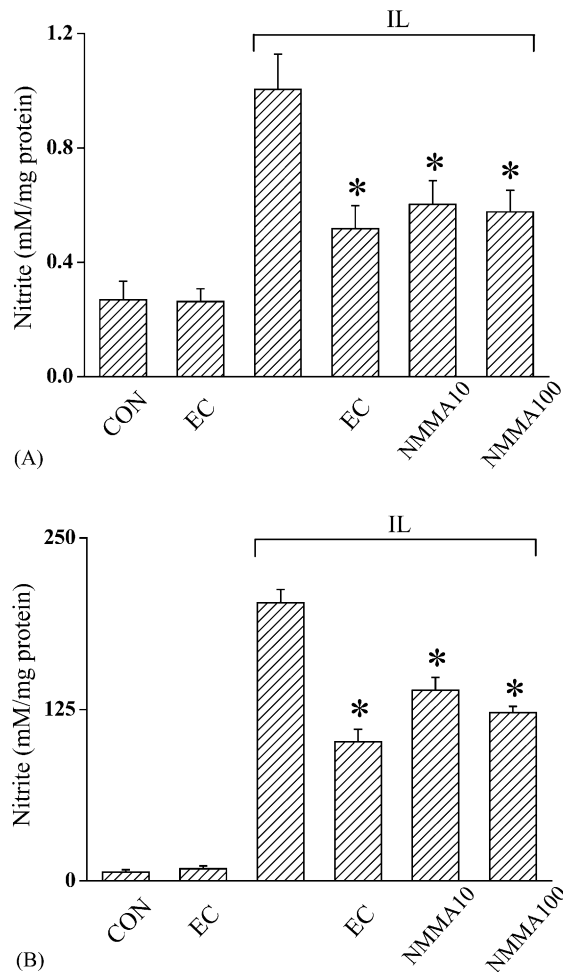 IL
1.2
0.8
0.4
0.0
Nitrite (mM/mg protein)
*
*
*
CON
EC
EC
NMMA10
NMMA100
(A)
IL
250
125
0
Nitrite (mM/mg protein)
*
*
*
CON
EC
EC
NMMA10
NMMA100
(B)